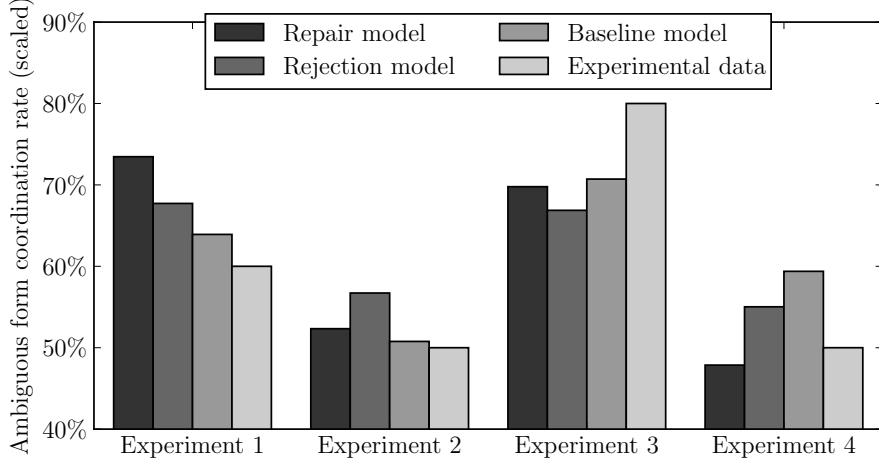 Ambiguous form coordination rate (scaled)
90%
80%
70%
60%
50%
40%
Repair model
Rejection model
Baseline model
Experimental data
Experiment 1
Experiment 2
Experiment 3
Experiment 4